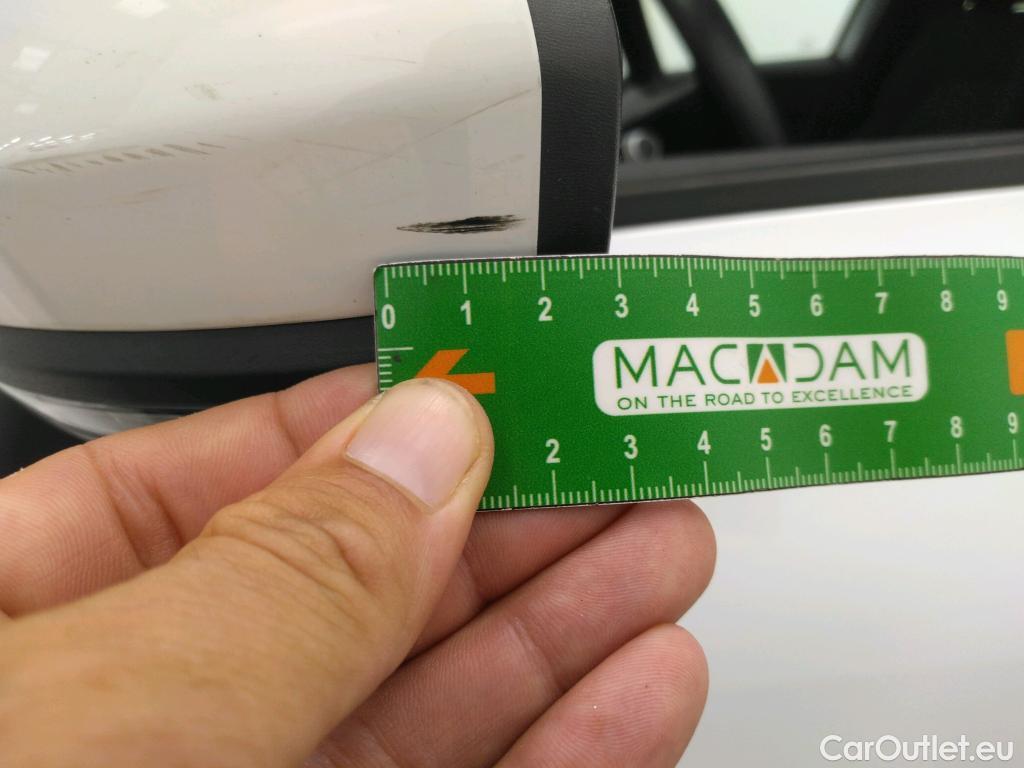 0 1 2 3 4 5 6 7 8 9
MACADAM
ON THE ROAD TO EXCELLENCE
2 3 4 5 6 7 8 9
CarOutlet.eu